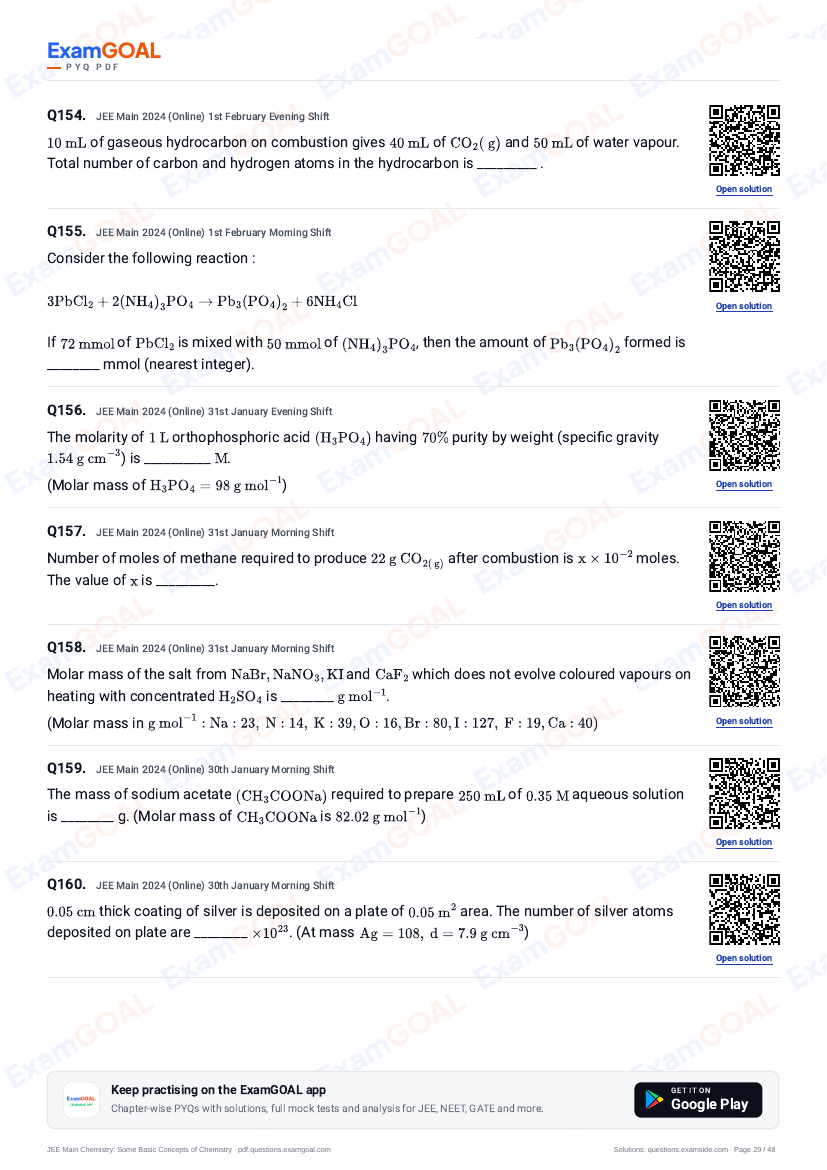 ExamGOAL
PYQ PDF
Q154. JEE Main 2024 (Online) 1st February Evening Shift
10 mL of gaseous hydrocarbon on combustion gives 40 mL of CO₂( g) and 50 mL of water vapour.
Total number of carbon and hydrogen atoms in the hydrocarbon is _________ .
Open solution
Q155. JEE Main 2024 (Online) 1st February Morning Shift
Consider the following reaction :
3PbCl₂ + 2(NH₄)₃PO₄ → Pb₃(PO₄)₂ + 6NH₄Cl
If 72 mmol of PbCl₂ is mixed with 50 mmol of (NH₄)₃PO₄, then the amount of Pb₃(PO₄)₂ formed is
________ mmol (nearest integer).
Open solution
Q156. JEE Main 2024 (Online) 31st January Evening Shift
The molarity of 1 L orthophosphoric acid (H₃PO₄) having 70% purity by weight (specific gravity
1.54 g cm⁻³) is __________ M.
(Molar mass of H₃PO₄ = 98 g mol⁻¹)
Open solution
Q157. JEE Main 2024 (Online) 31st January Morning Shift
Number of moles of methane required to produce 22 g CO₂₍ g₎ after combustion is x × 10⁻² moles.
The value of x is _________.
Open solution
Q158. JEE Main 2024 (Online) 31st January Morning Shift
Molar mass of the salt from NaBr, NaNO₃, KI and CaF₂ which does not evolve coloured vapours on
heating with concentrated H₂SO₄ is ________ g mol⁻¹.
(Molar mass in g mol⁻¹ : Na : 23, N : 14, K : 39, O : 16, Br : 80, I : 127, F : 19, Ca : 40)
Open solution
Q159. JEE Main 2024 (Online) 30th January Morning Shift
The mass of sodium acetate (CH₃COONa) required to prepare 250 mL of 0.35 M aqueous solution
is ________ g. (Molar mass of CH₃COONa is 82.02 g mol⁻¹)
Open solution
Q160. JEE Main 2024 (Online) 30th January Morning Shift
0.05 cm thick coating of silver is deposited on a plate of 0.05 m² area. The number of silver atoms
deposited on plate are ________ ×10²³. (At mass Ag = 108, d = 7.9 g cm⁻³)
Open solution
Keep practising on the ExamGOAL app
Chapter-wise PYQs with solutions, full mock tests and analysis for JEE, NEET, GATE and more.
GET IT ON
Google Play
JEE Main Chemistry: Some Basic Concepts of Chemistry · pdf.questions.examgoal.com
Solutions: questions.examside.com · Page 29 / 48